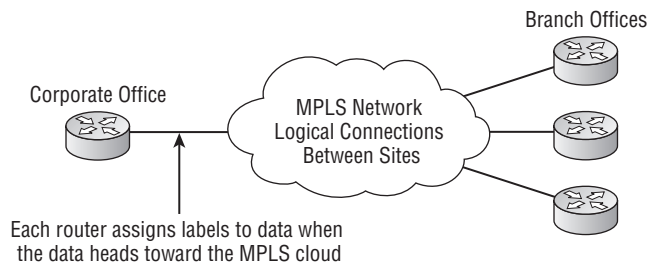 Branch Offices
Corporate Office
MPLS Network
Logical Connections
Between Sites
Each router assigns labels to data when
the data heads toward the MPLS cloud